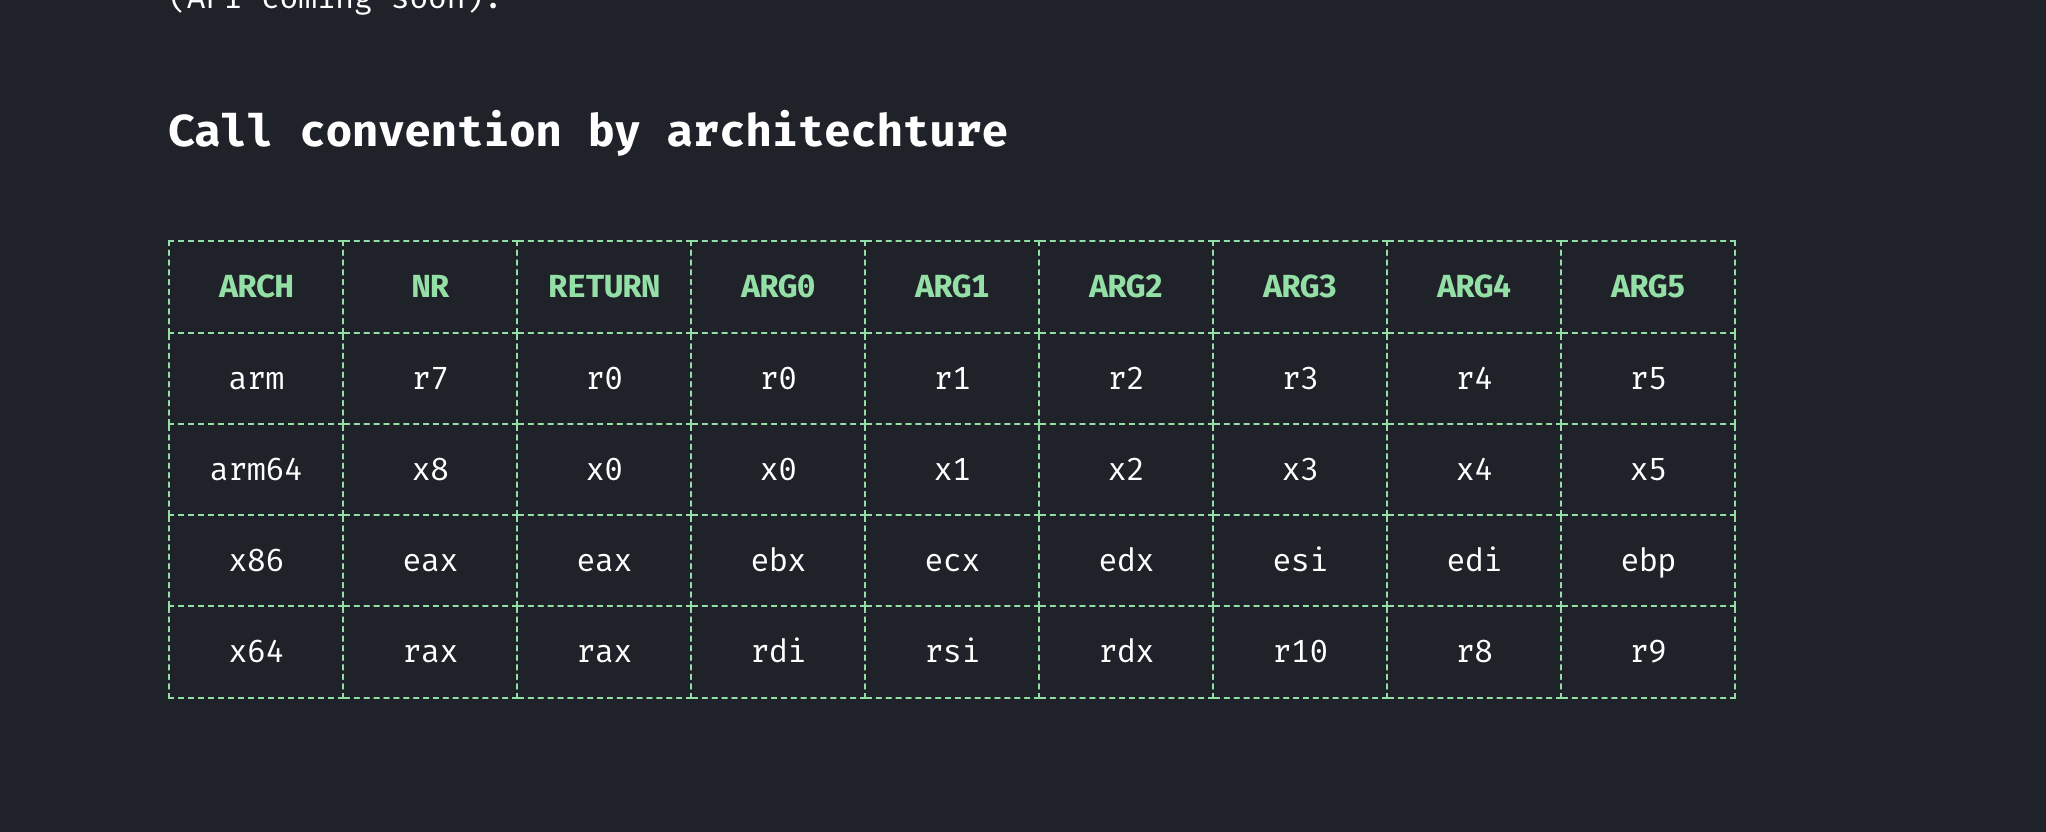 (API coming soon).
Call convention by architechture
ARCH NR RETURN ARG0 ARG1 ARG2 ARG3 ARG4 ARG5
arm r7 r0 r0 r1 r2 r3 r4 r5
arm64 x8 x0 x0 x1 x2 x3 x4 x5
x86 eax eax ebx ecx edx esi edi ebp
x64 rax rax rdi rsi rdx r10 r8 r9